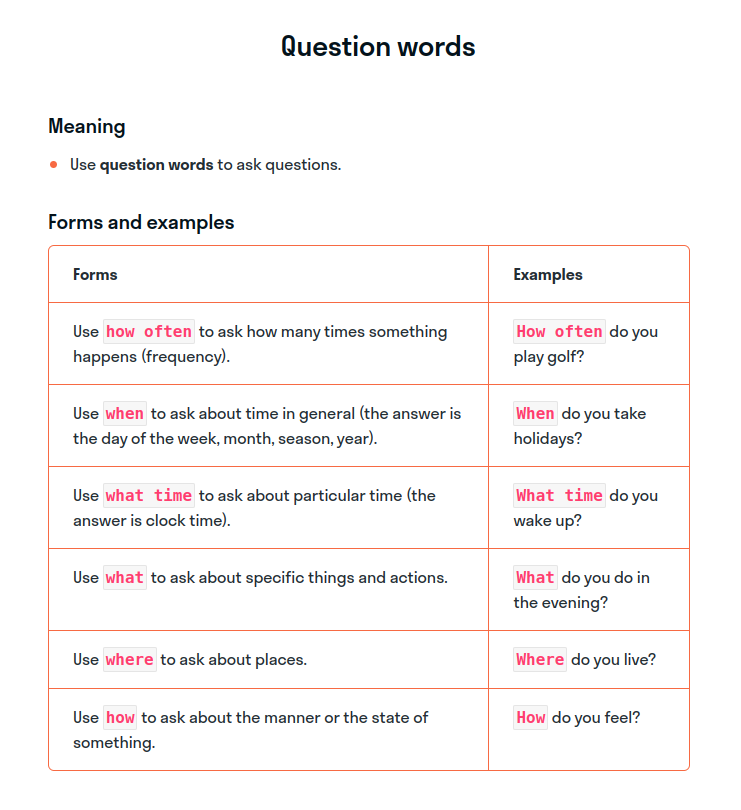 Question words
Meaning
Use question words to ask questions.
Forms and examples
Forms
Examples
Use how often to ask how many times something
happens (frequency).
How often do you
play golf?
Use when to ask about time in general (the answer is
the day of the week, month, season, year).
When do you take
holidays?
Use what time to ask about particular time (the
answer is clock time).
What time do you
wake up?
Use what to ask about specific things and actions.
What do you do in
the evening?
Use where to ask about places.
Where do you live?
Use how to ask about the manner or the state of
something.
How do you feel?